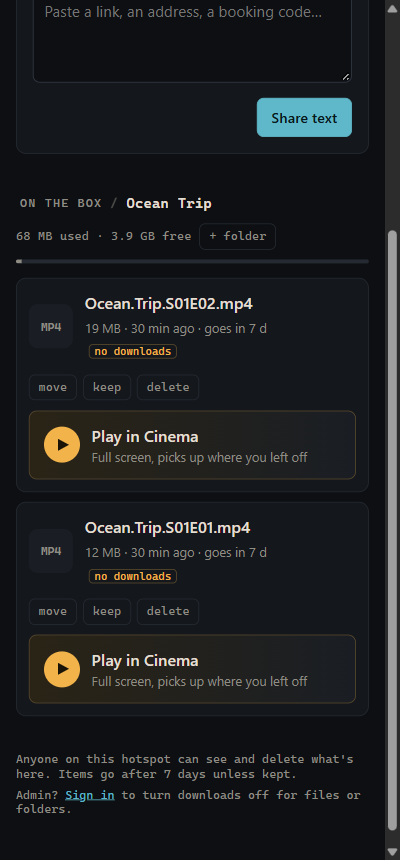 Paste a link, an address, a booking code...
Share text
ON THE BOX / Ocean Trip
68 MB used · 3.9 GB free + folder
Ocean.Trip.S01E02.mp4
MP4
19 MB · 30 min ago · goes in 7 d
no downloads
move keep delete
Play in Cinema
Full screen, picks up where you left off
Ocean.Trip.S01E01.mp4
MP4
12 MB · 30 min ago · goes in 7 d
no downloads
move keep delete
Play in Cinema
Full screen, picks up where you left off
Anyone on this hotspot can see and delete what's
here. Items go after 7 days unless kept.
Admin? Sign in to turn downloads off for files or
folders.